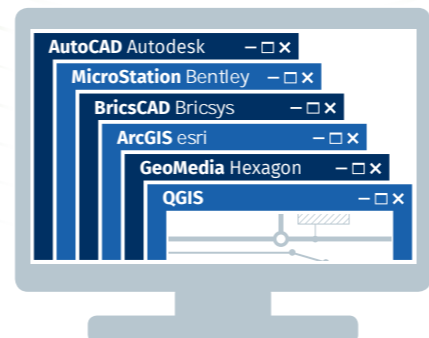 AutoCAD Autodesk
MicroStation Bentley
BricsCAD Bricsys
ArcGIS esri
GeoMedia Hexagon
QGIS